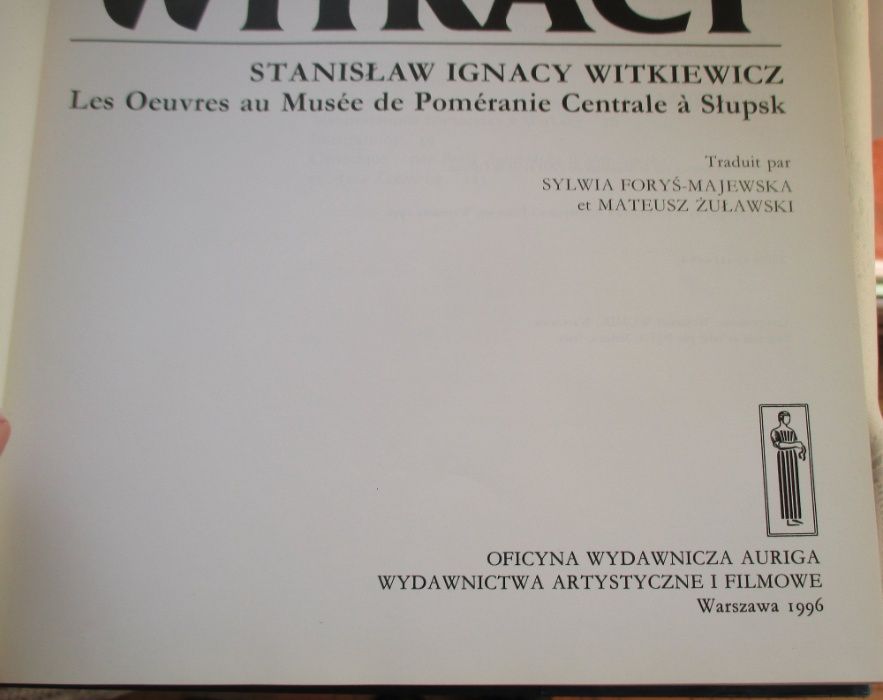 WITKACY
STANISŁAW IGNACY WITKIEWICZ
Les Oeuvres au Musée de Poméranie Centrale à Słupsk
Traduit par
SYLWIA FORYŚ-MAJEWSKA
et MATEUSZ ŻUŁAWSKI
OFICYNA WYDAWNICZA AURIGA
WYDAWNICTWA ARTYSTYCZNE I FILMOWE
Warszawa 1996